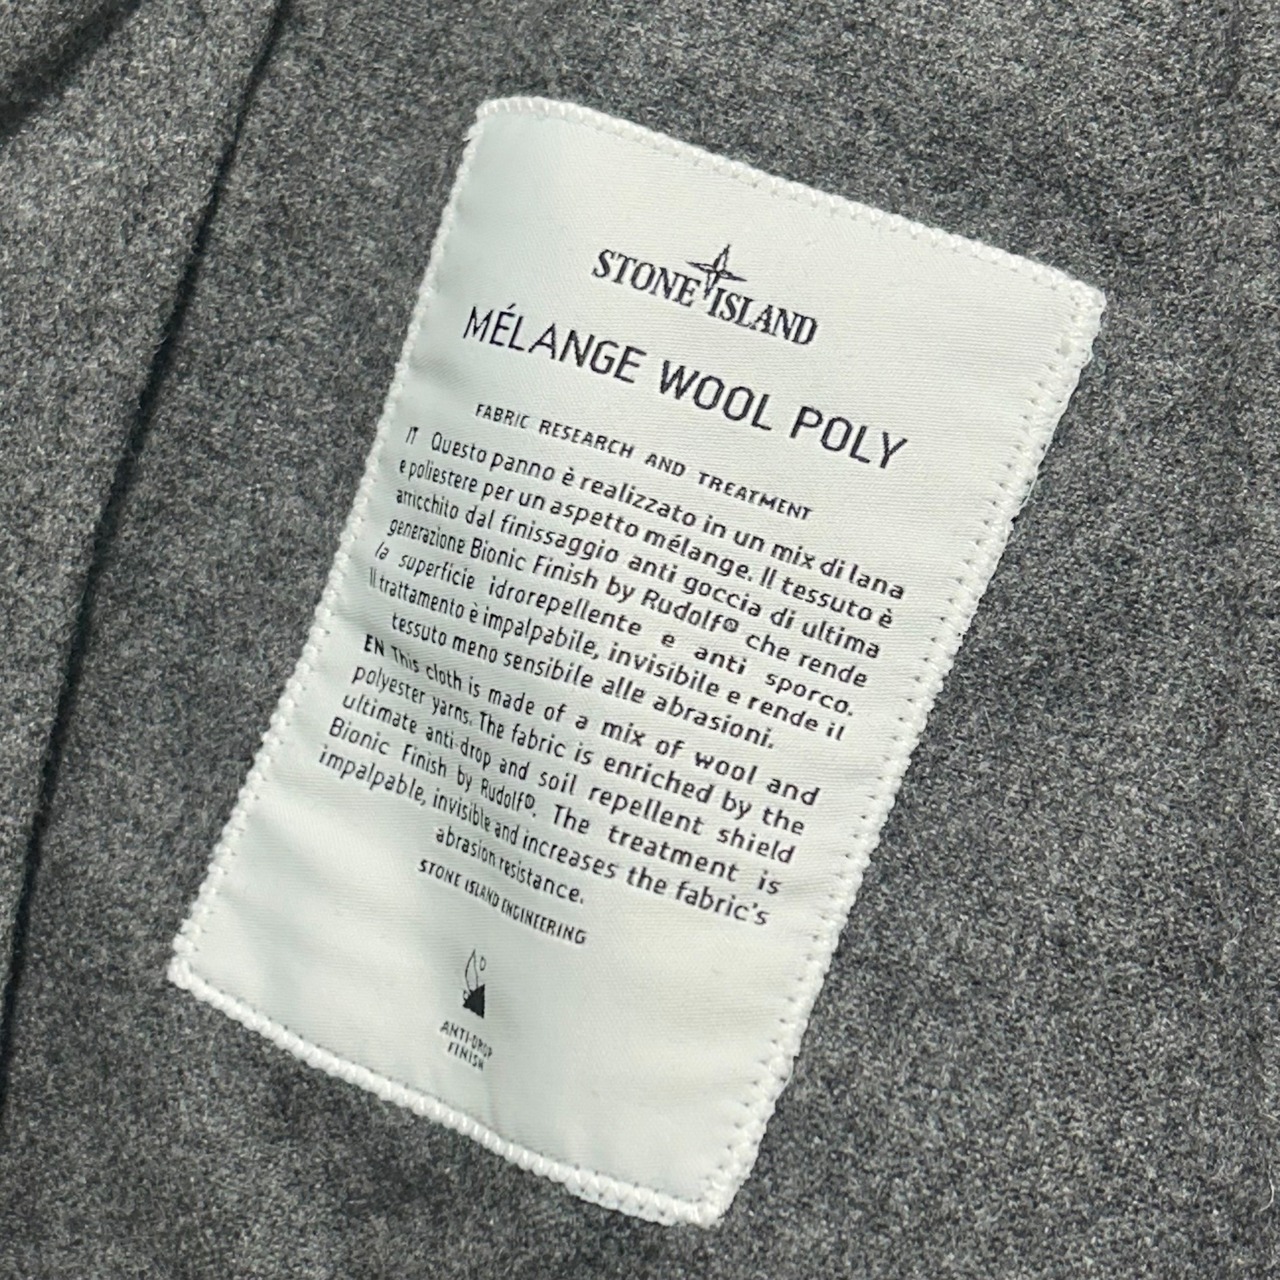 STONE ISLAND
MÉLANGE WOOL POLY
FABRIC RESEARCH AND TREATMENT
IT Questo panno è realizzato in un mix di lana
e poliestere per un aspetto mélange. Il tessuto è
arricchito dal finissaggio anti goccia di ultima
generazione Bionic Finish by Rudolf® che rende
la superficie idrorepellente e anti sporco.
Il trattamento è impalpabile, invisibile e rende il
tessuto meno sensibile alle abrasioni.
EN This cloth is made of a mix of wool and
polyester yarns. The fabric is enriched by the
ultimate anti-drop and soil repellent shield
Bionic Finish by Rudolf®. The treatment is
impalpable, invisible and increases the fabric's
abrasion resistance.
STONE ISLAND ENGINEERING
ANTI-DROP
FINISH